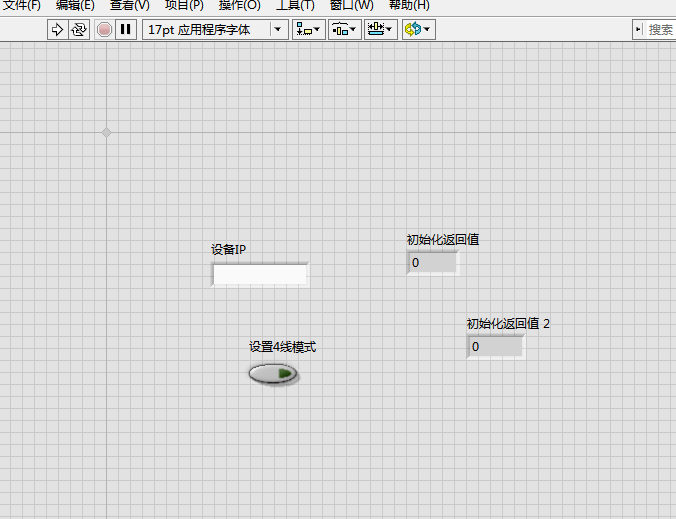 文件(F) 编辑(E) 查看(V) 项目(P) 操作(O) 工具(T) 窗口(W) 帮助(H)
17pt 应用程序字体
搜索
初始化返回值
设备IP
0
初始化返回值 2
0
设置4线模式